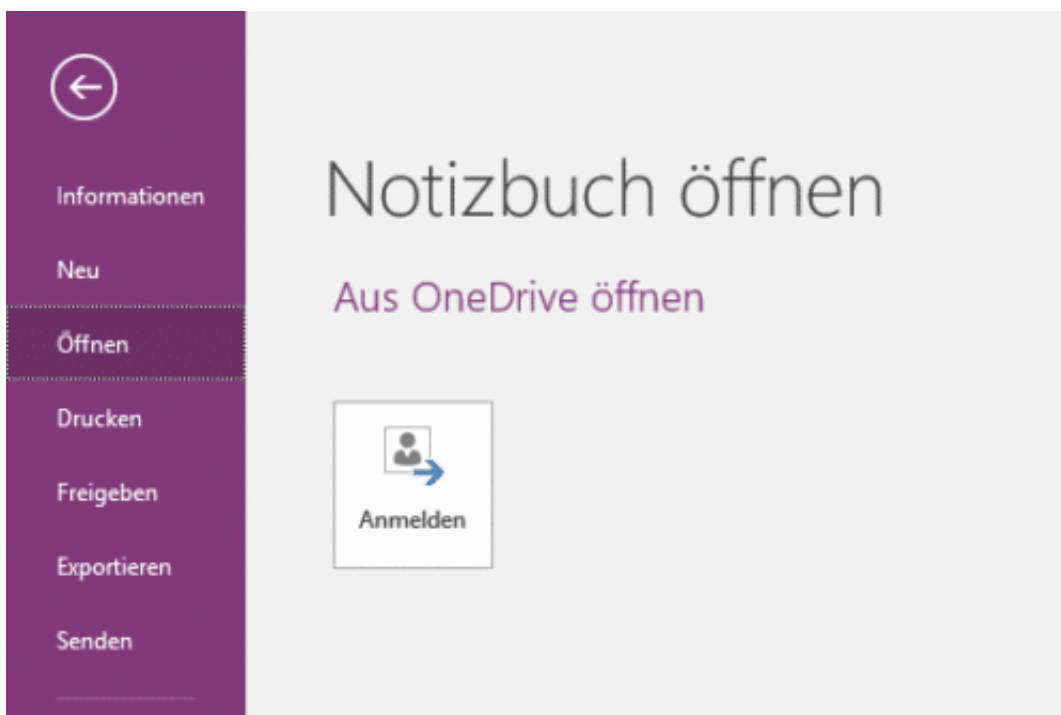 Informationen
Neu
Öffnen
Drucken
Freigeben
Exportieren
Senden
Notizbuch öffnen
Aus OneDrive öffnen
Anmelden